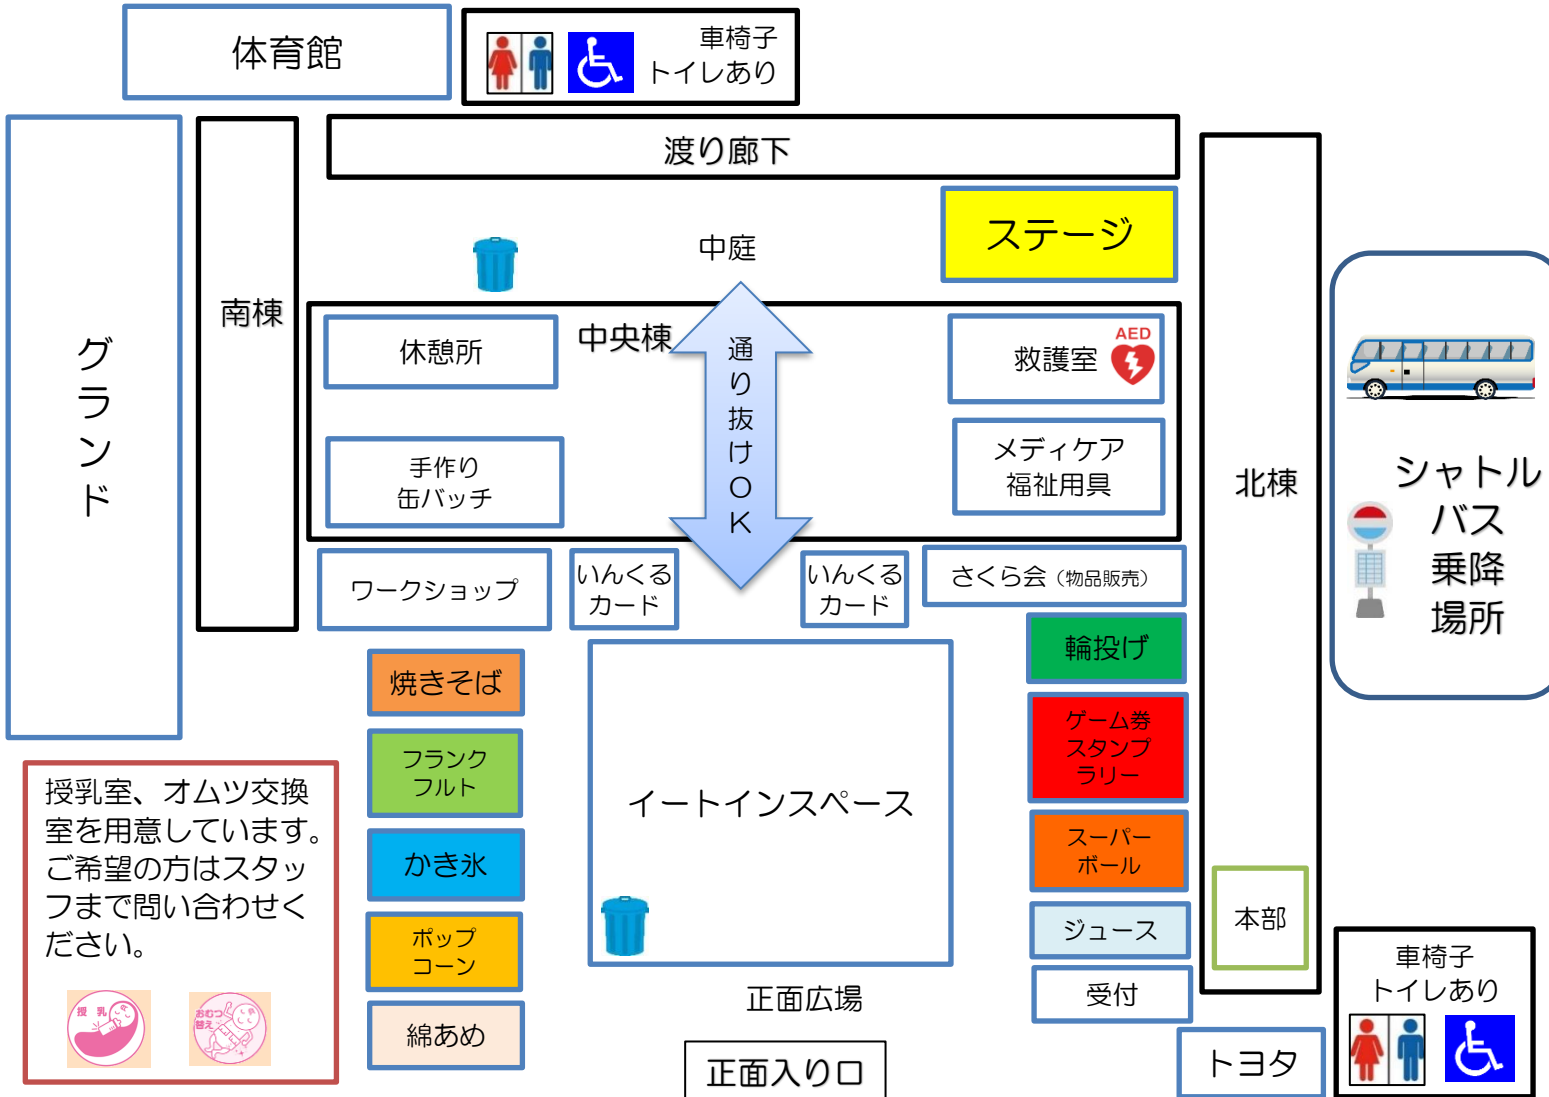 体育館
車椅子
トイレあり
渡り廊下
グランド
南棟
中庭
ステージ
中央棟
休憩所
通り抜けOK
救護室
AED
手作り
缶バッチ
メディケア
福祉用具
北棟
シャトル
バス
乗降
場所
ワークショップ
いんくる
カード
いんくる
カード
さくら会（物品販売）
焼きそば
フランク
フルト
かき氷
ポップ
コーン
綿あめ
イートインスペース
輪投げ
ゲーム券
スタンプ
ラリー
スーパー
ボール
ジュース
受付
本部
授乳室、オムツ交換
室を用意しています。
ご希望の方はスタッ
フまで問い合わせく
ださい。
授乳
おむつ
替え
正面広場
正面入り口
トヨタ
車椅子
トイレあり